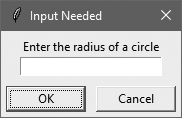 Input Needed
Enter the radius of a circle
OK
Cancel